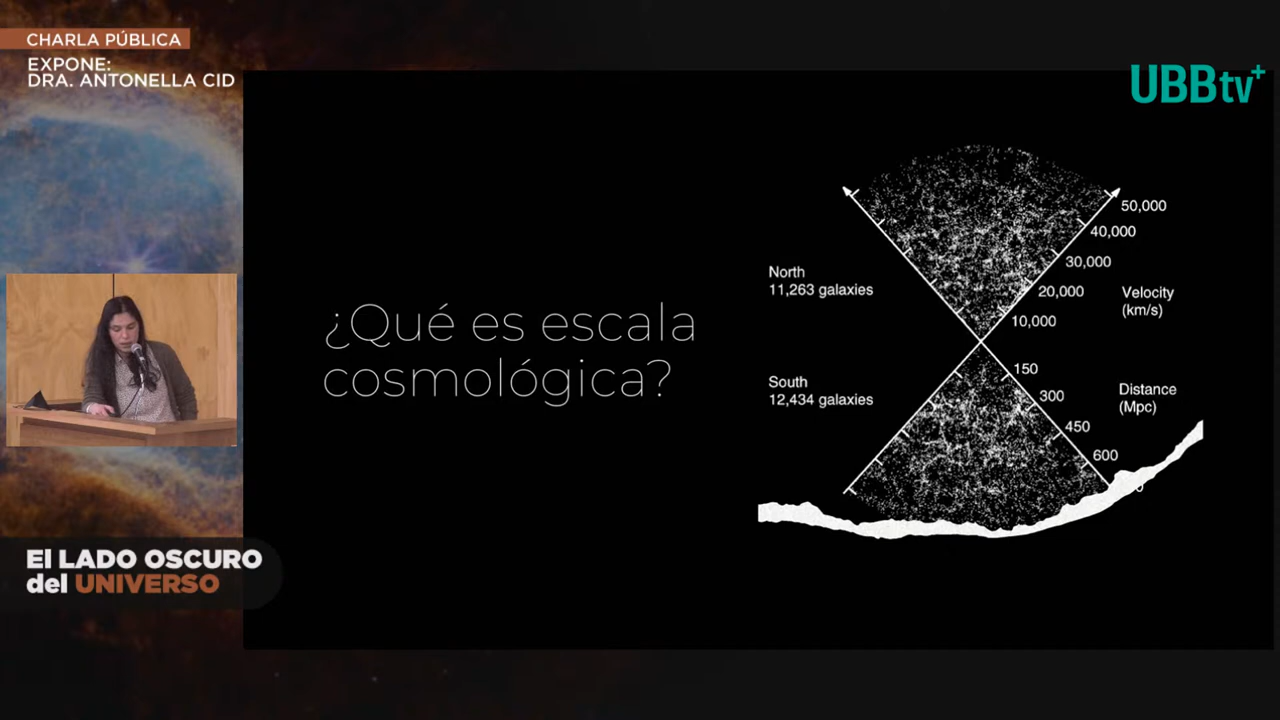 CHARLA PÚBLICA
EXPONE:
DRA. ANTONELLA CID
UBBtv+
¿Qué es escala
cosmológica?
North
11,263 galaxies
50,000
40,000
30,000
20,000
10,000
Velocity
(km/s)
South
12,434 galaxies
150
300
450
600
Distance
(Mpc)
El LADO OSCURO
del UNIVERSO